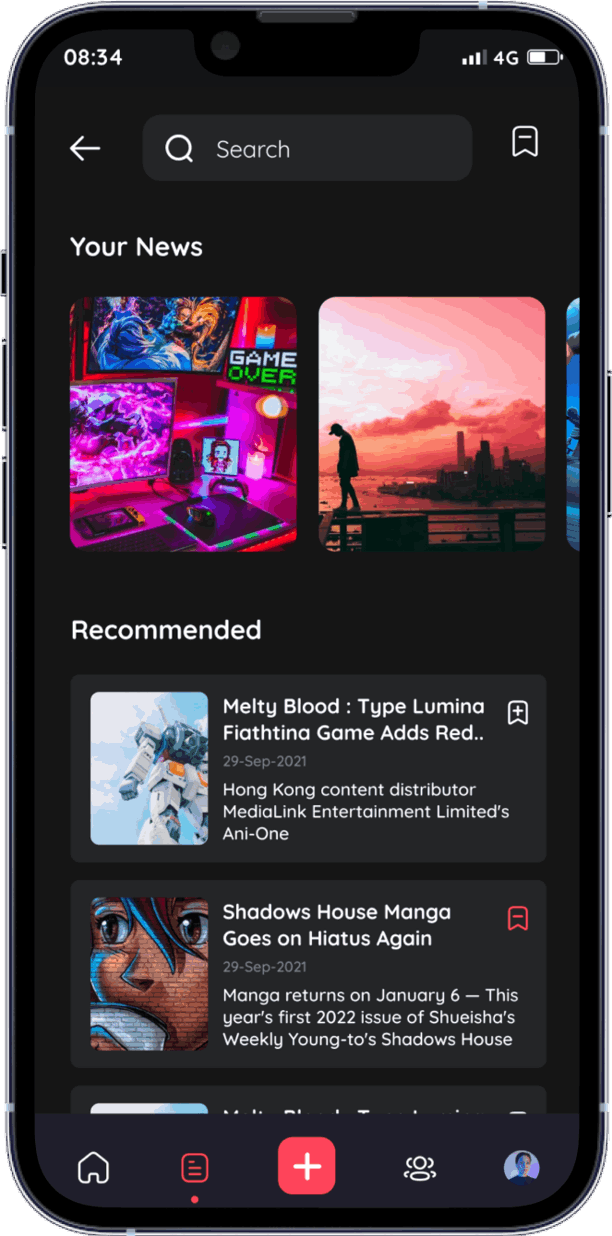 08:34
4G
Search
Your News
GAME
OVER
Recommended
Melty Blood : Type Lumina
Fiathtina Game Adds Red..
29-Sep-2021
Hong Kong content distributor
MediaLink Entertainment Limited's
Ani-One
Shadows House Manga
Goes on Hiatus Again
29-Sep-2021
Manga returns on January 6 — This
year's first 2022 issue of Shueisha's
Weekly Young-to's Shadows House